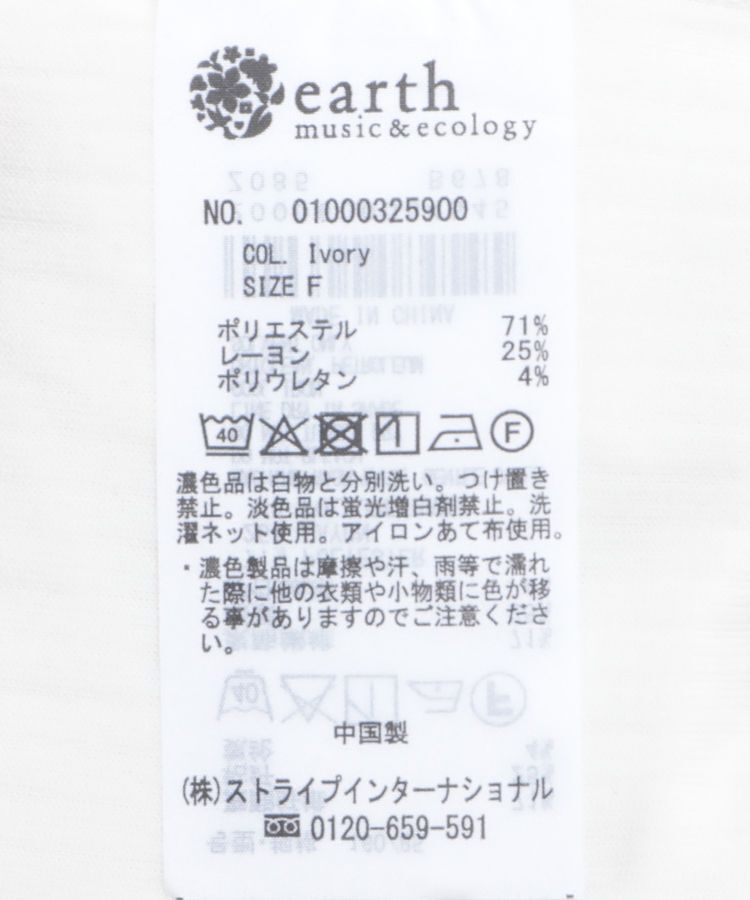 earth
music&ecology
NO. 01000325900
COL. Ivory
SIZE F
ポリエステル 71%
レーヨン 25%
ポリウレタン 4%
40 F
濃色品は白物と分別洗い。つけ置き
禁止。淡色品は蛍光増白剤禁止。洗
濯ネット使用。アイロンあて布使用。
・濃色製品は摩擦や汗、雨等で濡れ
た際に他の衣類や小物類に色が移
る事がありますのでご注意くださ
い。
中国製
(株)ストライプインターナショナル
0120-659-591